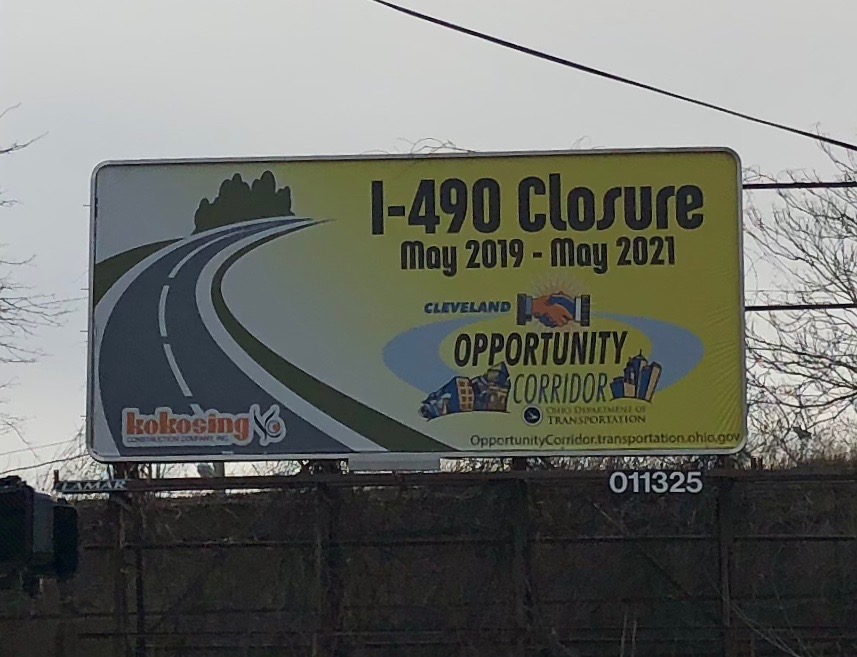 I-490 Closure
May 2019 - May 2021
CLEVELAND
OPPORTUNITY
CORRIDOR
OHIO DEPARTMENT OF
TRANSPORTATION
kokosing
CONSTRUCTION COMPANY, INC.
OpportunityCorridor.transportation.ohio.gov
LAMAR
011325